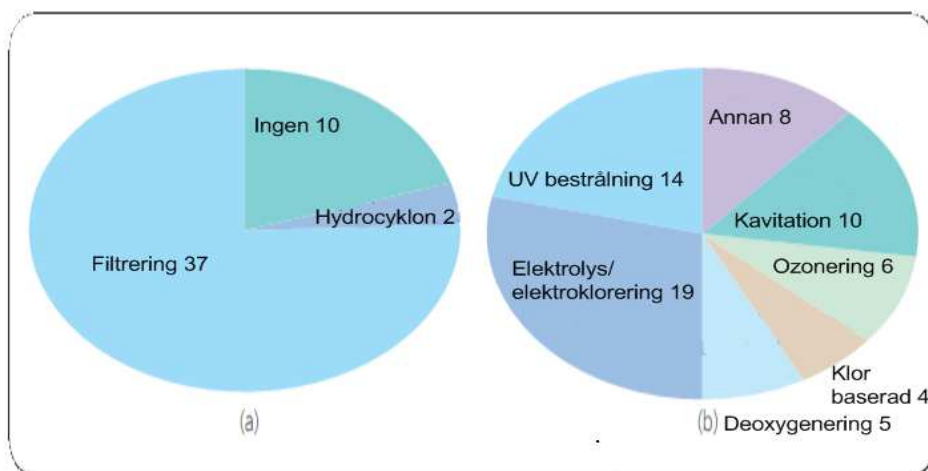 Ingen 10
Hydrocyklon 2
Filtrering 37
(a)
Annan 8
UV bestrålning 14
Kavitation 10
Ozonering 6
Elektrolys/
elektroklorering 19
Klor
baserad 4
Deoxygenering 5
(b)